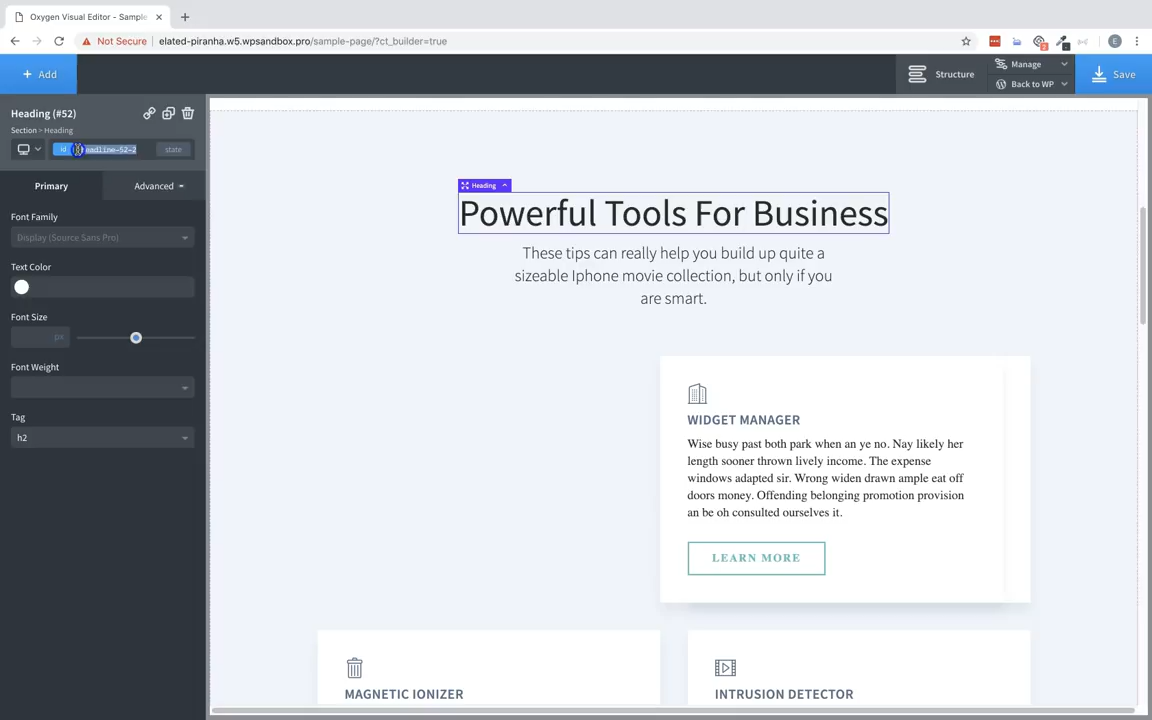 Oxygen Visual Editor - Sample
Not Secure elated-piranha.w5.wpsandbox.pro/sample-page/?ct_builder=true
E
+ Add
Structure
Manage
Back to WP
Save
Heading (#52)
Section > Heading
id eadline-52-2 state
Primary Advanced
Font Family
Display (Source Sans Pro)
Text Color
Font Size
px
Font Weight
Tag
h2
Heading
Powerful Tools For Business
These tips can really help you build up quite a
sizeable Iphone movie collection, but only if you
are smart.
WIDGET MANAGER
Wise busy past both park when an ye no. Nay likely her
length sooner thrown lively income. The expense
windows adapted sir. Wrong widen drawn ample eat off
doors money. Offending belonging promotion provision
an be oh consulted ourselves it.
LEARN MORE
MAGNETIC IONIZER
INTRUSION DETECTOR